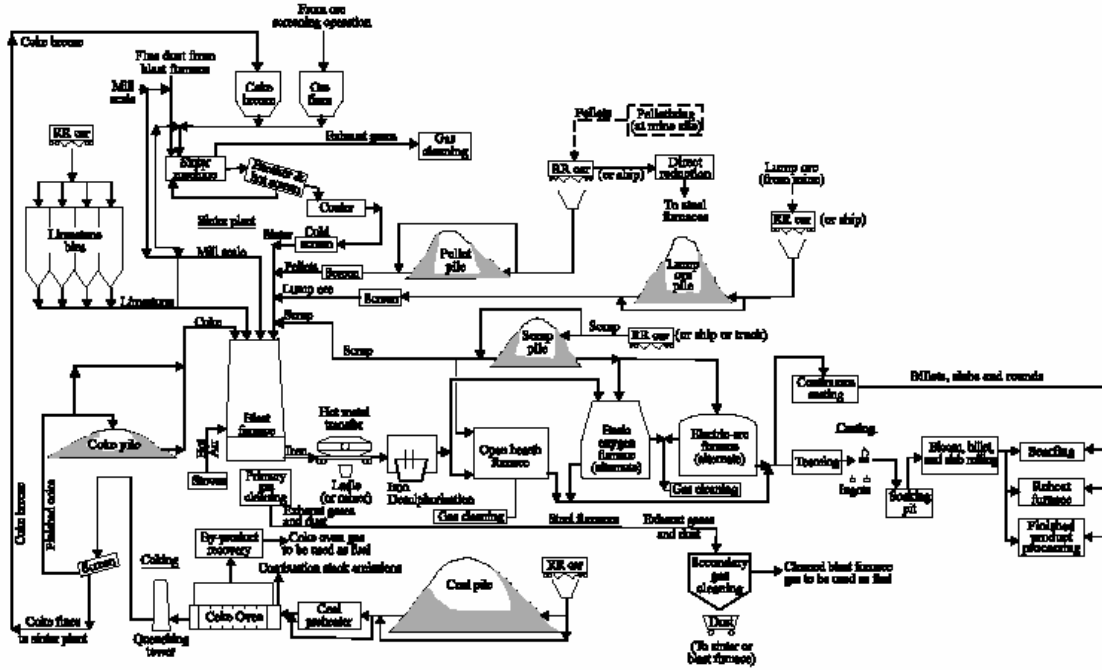 From ore
screening operation
Coke breeze
Fine dust from
blast furnace
Mill
scale
Coke
breeze
Ore
fines
RR car
Exhaust gases
Gas
cleaning
Pellets
Pelletizing
(at mine site)
Sinter
machine
Breaker &
hot screen
RR car
(or ship)
Direct
reduction
Lump ore
(from mine)
Cooler
To steel
furnaces
RR car
(or ship)
Limestone
bins
Sinter plant
Sinter
Cold
screen
Mill scale
Pellet
pile
Lump
ore
pile
Pellets
Screen
Lump ore
Screen
Limestone
Coke
Scrap
Scrap
pile
Scrap
RR car
(or ship or truck)
Scrap
Billets, slabs and rounds
Continuous
casting
Coke pile
Blast
furnace
Hot metal
transfer
Basic
oxygen
furnace
(alternate)
Electric-arc
furnace
(alternate)
Casting
Hot
Air
Iron
Open hearth
furnace
Teeming
Bloom, billet,
and slab rolling
Scarfing
Stoves
Ladle
(or mixer)
Iron
Desulphurization
Gas cleaning
Ingots
Soaking
pit
Reheat
furnace
Primary
gas
cleaning
Exhaust gases
and dust
Gas cleaning
Steel furnaces
Exhaust gases
and dust
Finished
product
processing
Coke breeze
Finished coke
By-product
recovery
Coke oven gas
to be used as fuel
Combustion stack emissions
Screen
Coking
Coal pile
RR car
Secondary
gas
cleaning
Cleaned blast furnace
gas to be used as fuel
Coke Oven
Coal
preheater
Coke fines
to sinter plant
Quenching
tower
Dust
(To sinter or
blast furnace)